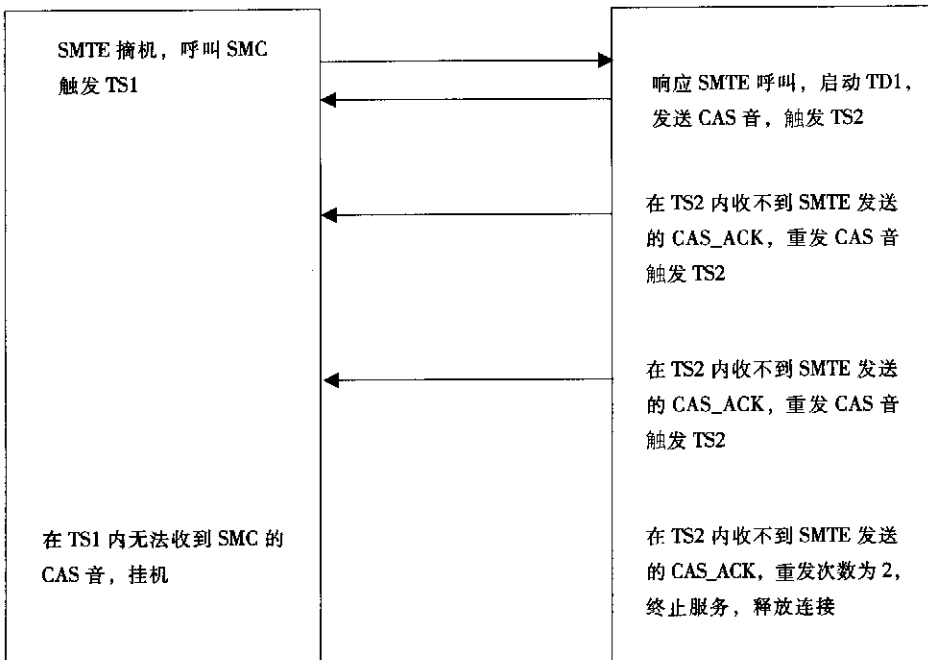 SMTE 摘机，呼叫 SMC
触发 TS1
响应 SMTE 呼叫，启动 TD1，
发送 CAS 音，触发 TS2
在 TS2 内收不到 SMTE 发送
的 CAS_ACK，重发 CAS 音
触发 TS2
在 TS2 内收不到 SMTE 发送
的 CAS_ACK，重发 CAS 音
触发 TS2
在 TS1 内无法收到 SMC 的
CAS 音，挂机
在 TS2 内收不到 SMTE 发送
的 CAS_ACK，重发次数为 2，
终止服务，释放连接